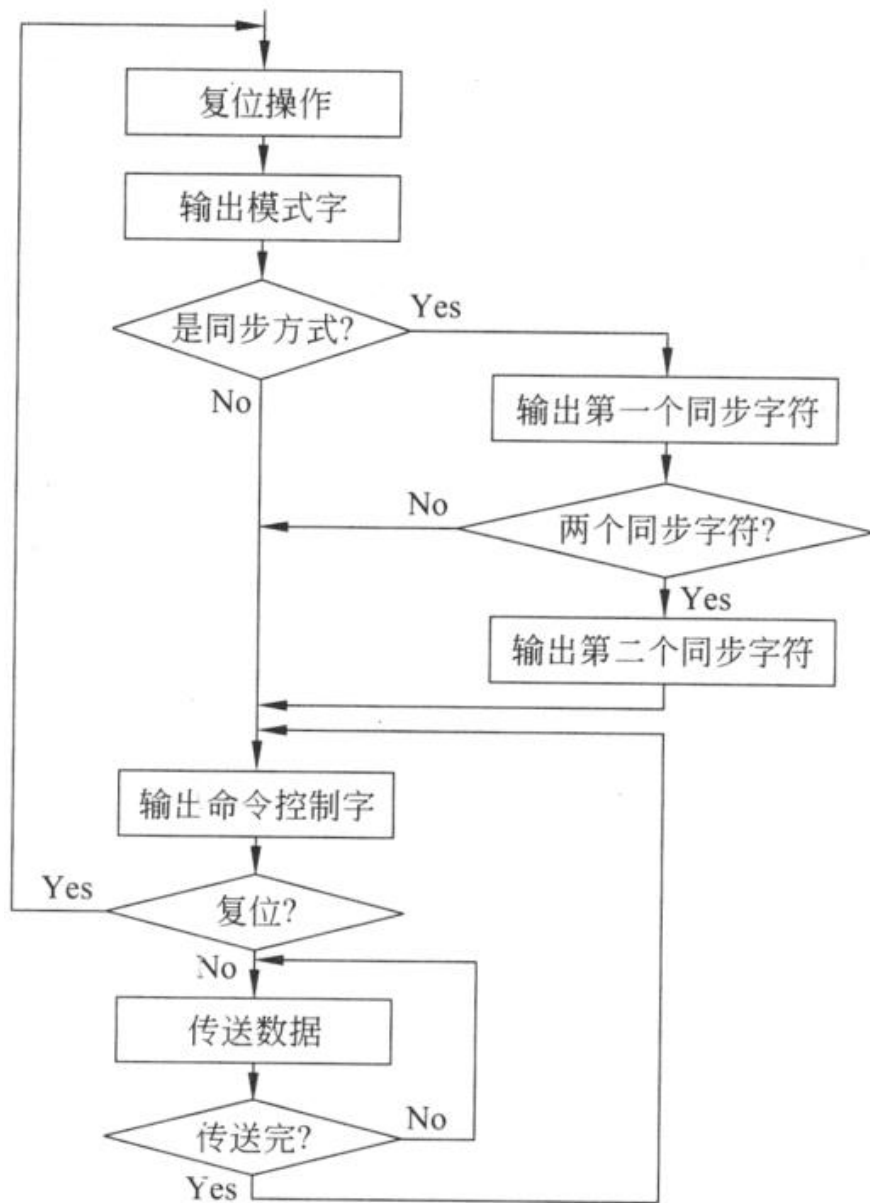 复位操作
输出模式字
是同步方式?
Yes
No
输出第一个同步字符
两个同步字符?
No
Yes
输出第二个同步字符
输出命令控制字
复位?
Yes
No
传送数据
传送完?
No
Yes